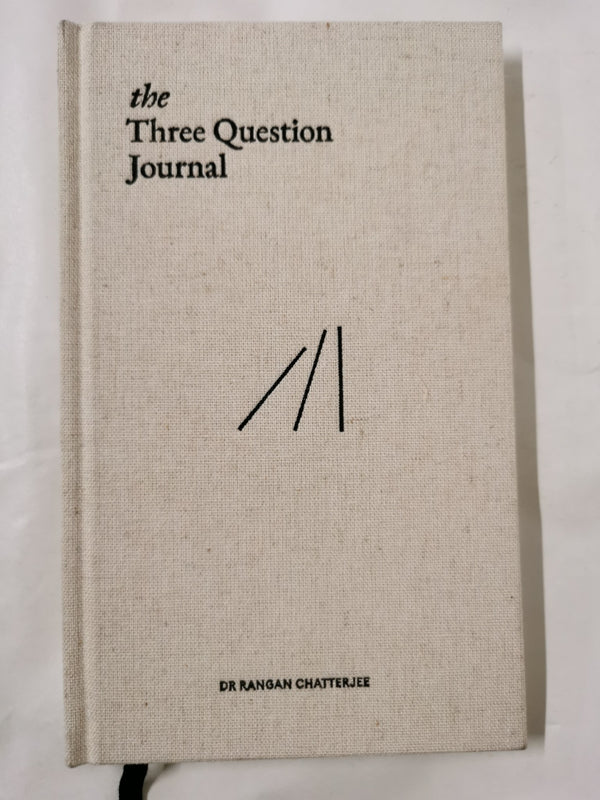 the
Three Question
Journal
DR RANGAN CHATTERJEE